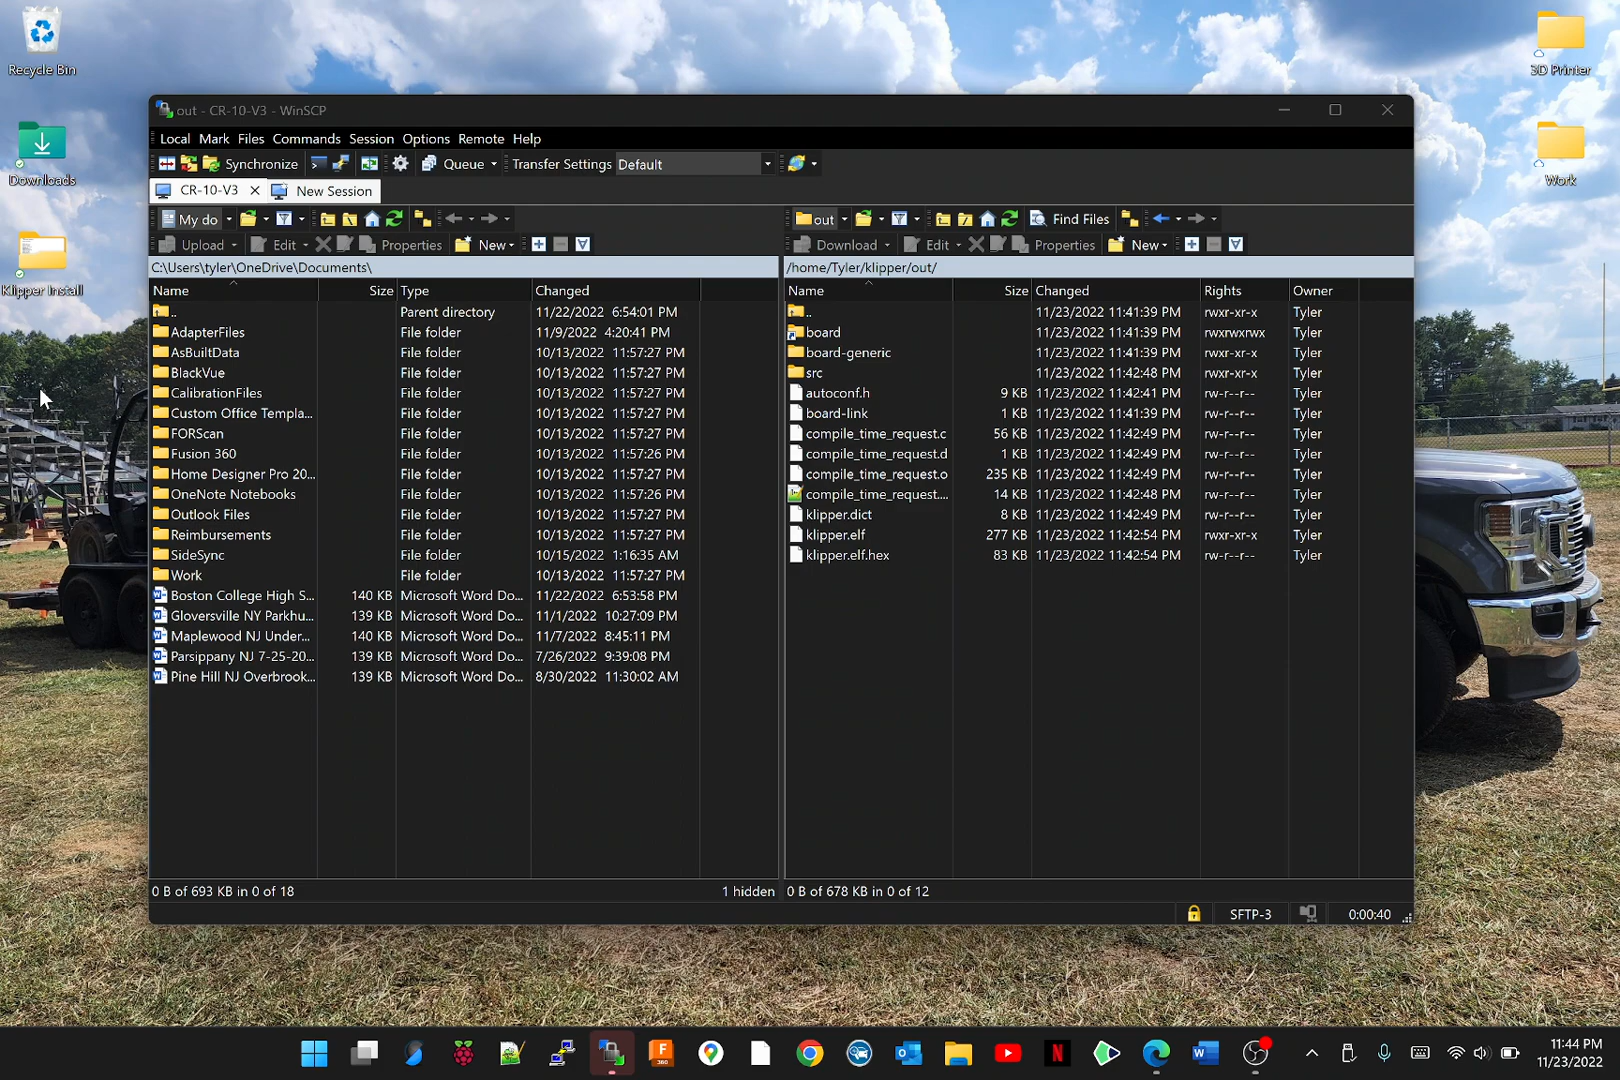 Recycle Bin
Downloads
Klipper Install
3D Printer
Work
out - CR-10-V3 - WinSCP
Local Mark Files Commands Session Options Remote Help
Synchronize Queue Transfer Settings Default
CR-10-V3 New Session
My do
out Find Files
Upload Edit Properties New
Download Edit Properties New
C:\Users\tyler\OneDrive\Documents\
/home/Tyler/klipper/out/
Name Size Type Changed
.. Parent directory 11/22/2022 6:54:01 PM
AdapterFiles File folder 11/9/2022 4:20:41 PM
AsBuiltData File folder 10/13/2022 11:57:27 PM
BlackVue File folder 10/13/2022 11:57:27 PM
CalibrationFiles File folder 10/13/2022 11:57:27 PM
Custom Office Templa... File folder 10/13/2022 11:57:27 PM
FORScan File folder 10/13/2022 11:57:27 PM
Fusion 360 File folder 10/13/2022 11:57:26 PM
Home Designer Pro 20... File folder 10/13/2022 11:57:27 PM
OneNote Notebooks File folder 10/13/2022 11:57:26 PM
Outlook Files File folder 10/13/2022 11:57:27 PM
Reimbursements File folder 10/13/2022 11:57:27 PM
SideSync File folder 10/15/2022 1:16:35 AM
Work File folder 10/13/2022 11:57:27 PM
Boston College High S... 140 KB Microsoft Word Do... 11/22/2022 6:53:58 PM
Gloversville NY Parkhu... 139 KB Microsoft Word Do... 11/1/2022 10:27:09 PM
Maplewood NJ Under... 140 KB Microsoft Word Do... 11/7/2022 8:45:11 PM
Parsippany NJ 7-25-20... 139 KB Microsoft Word Do... 7/26/2022 9:39:08 PM
Pine Hill NJ Overbrook... 139 KB Microsoft Word Do... 8/30/2022 11:30:02 AM
0 B of 693 KB in 0 of 18 1 hidden
Name Size Changed Rights Owner
.. 11/23/2022 11:41:39 PM rwxr-xr-x Tyler
board 11/23/2022 11:41:39 PM rwxrwxrwx Tyler
board-generic 11/23/2022 11:41:39 PM rwxr-xr-x Tyler
src 11/23/2022 11:42:48 PM rwxr-xr-x Tyler
autoconf.h 9 KB 11/23/2022 11:42:41 PM rw-r--r-- Tyler
board-link 1 KB 11/23/2022 11:41:39 PM rw-r--r-- Tyler
compile_time_request.c 56 KB 11/23/2022 11:42:49 PM rw-r--r-- Tyler
compile_time_request.d 1 KB 11/23/2022 11:42:49 PM rw-r--r-- Tyler
compile_time_request.o 235 KB 11/23/2022 11:42:49 PM rw-r--r-- Tyler
compile_time_request.... 14 KB 11/23/2022 11:42:48 PM rw-r--r-- Tyler
klipper.dict 8 KB 11/23/2022 11:42:49 PM rw-r--r-- Tyler
klipper.elf 277 KB 11/23/2022 11:42:54 PM rwxr-xr-x Tyler
klipper.elf.hex 83 KB 11/23/2022 11:42:54 PM rw-r--r-- Tyler
0 B of 678 KB in 0 of 12
SFTP-3 0:00:40
F
360
N
11:44 PM
11/23/2022